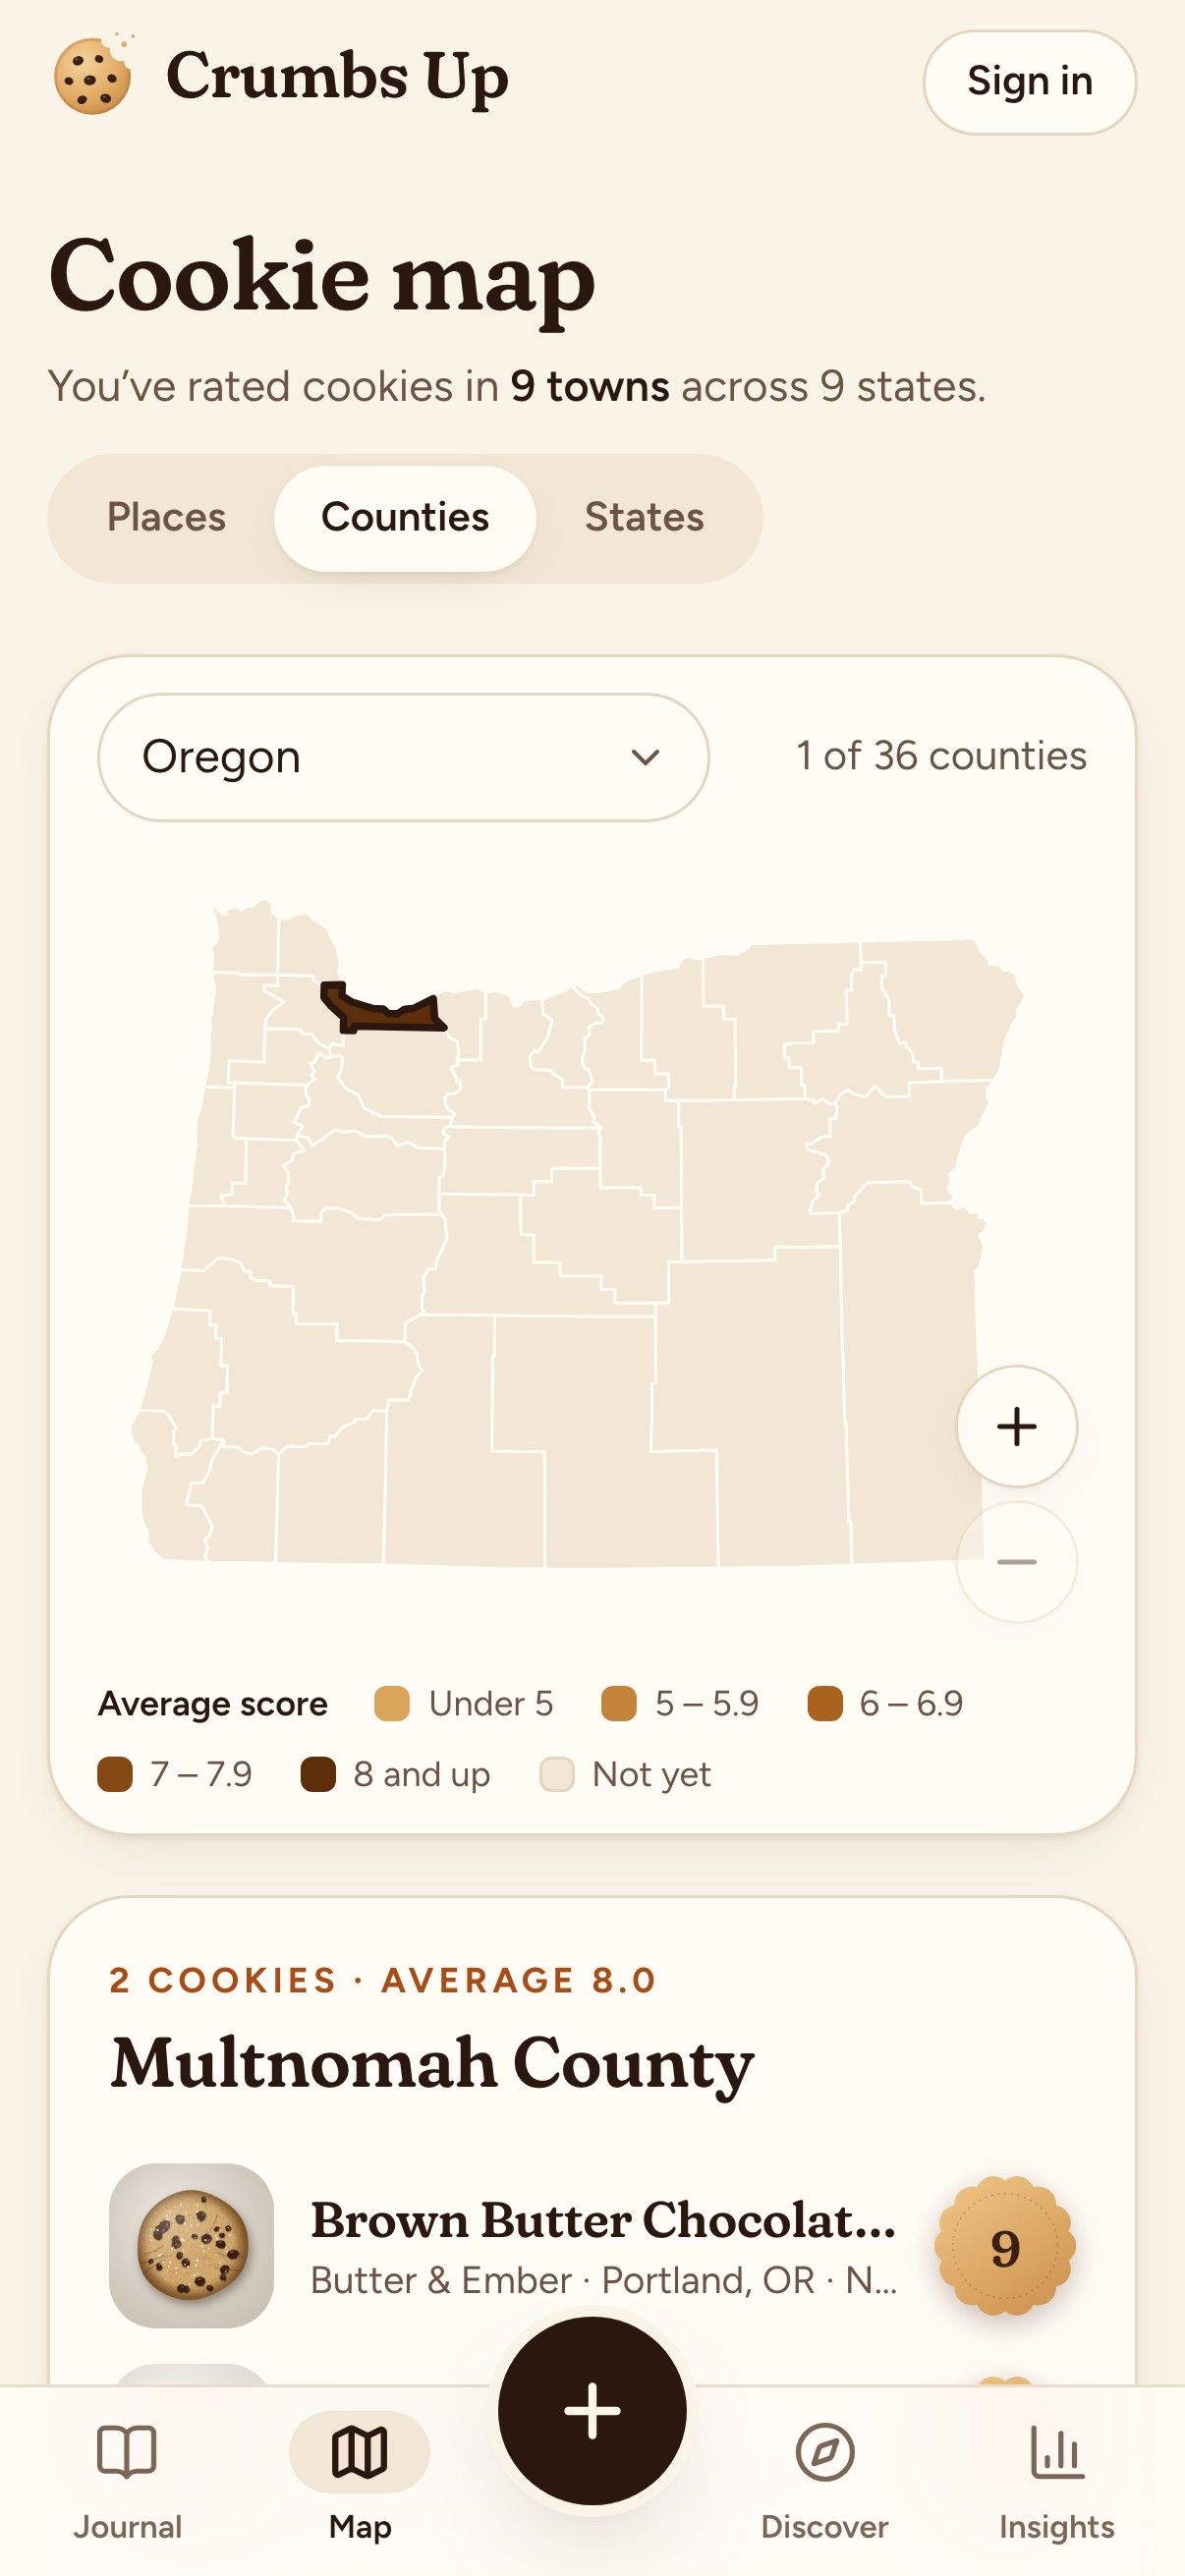 Crumbs Up
Sign in
Cookie map
You’ve rated cookies in 9 towns across 9 states.
Places
Counties
States
Oregon
1 of 36 counties
Average score
Under 5
5 – 5.9
6 – 6.9
7 – 7.9
8 and up
Not yet
2 COOKIES · AVERAGE 8.0
Multnomah County
Brown Butter Chocolat...
9
Butter & Ember · Portland, OR · N...
Journal
Map
Discover
Insights